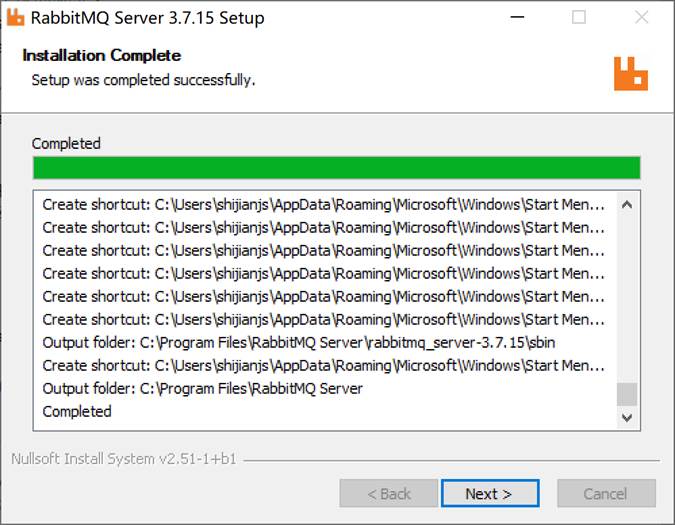 RabbitMQ Server 3.7.15 Setup
Installation Complete
Setup was completed successfully.
Completed
Create shortcut: C:\Users\shijianjs\AppData\Roaming\Microsoft\Windows\Start Men...
Create shortcut: C:\Users\shijianjs\AppData\Roaming\Microsoft\Windows\Start Men...
Create shortcut: C:\Users\shijianjs\AppData\Roaming\Microsoft\Windows\Start Men...
Create shortcut: C:\Users\shijianjs\AppData\Roaming\Microsoft\Windows\Start Men...
Create shortcut: C:\Users\shijianjs\AppData\Roaming\Microsoft\Windows\Start Men...
Create shortcut: C:\Users\shijianjs\AppData\Roaming\Microsoft\Windows\Start Men...
Output folder: C:\Program Files\RabbitMQ Server\rabbitmq_server-3.7.15\sbin
Create shortcut: C:\Users\shijianjs\AppData\Roaming\Microsoft\Windows\Start Men...
Output folder: C:\Program Files\RabbitMQ Server
Completed
Nullsoft Install System v2.51-1+b1
< Back
Next >
Cancel